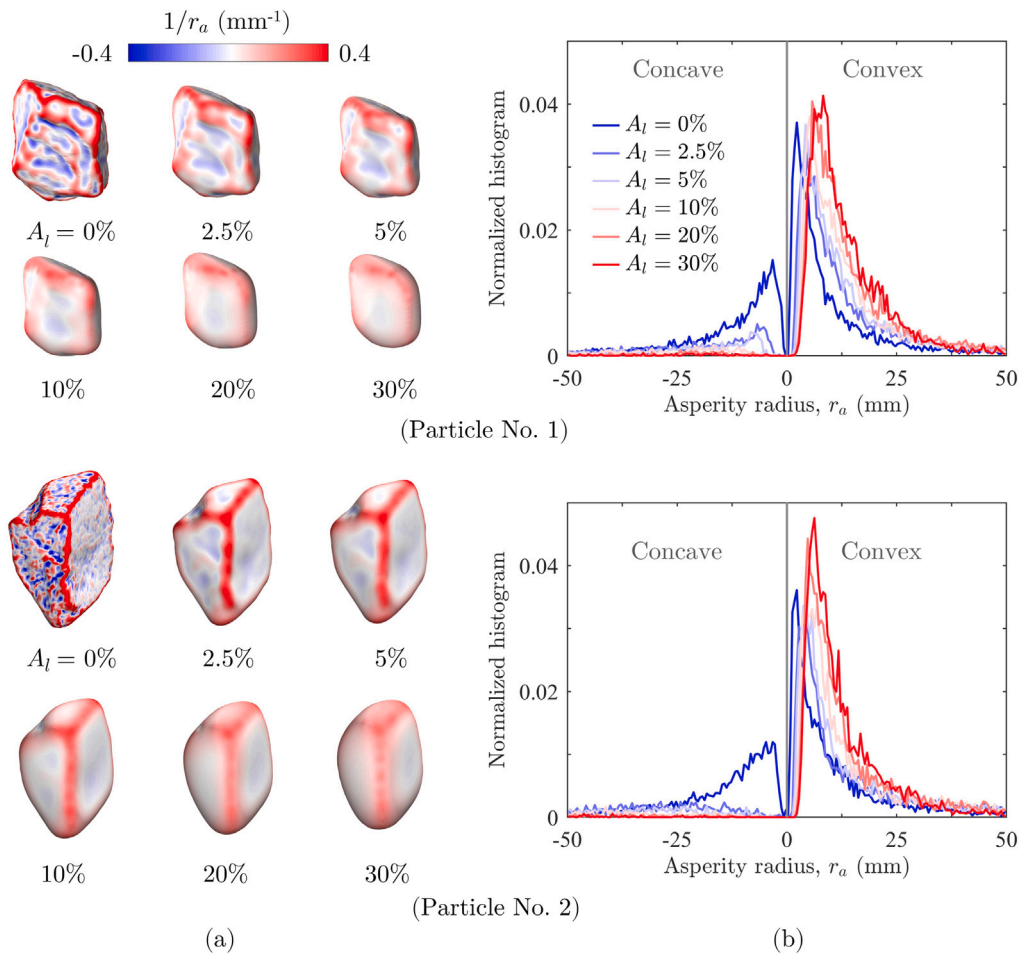 1/r_a (mm⁻¹)
-0.4
0.4
A_l = 0%
2.5%
5%
10%
20%
30%
0.04
0.02
0
Normalized histogram
Concave
Convex
A_l = 0%
A_l = 2.5%
A_l = 5%
A_l = 10%
A_l = 20%
A_l = 30%
-50
-25
0
25
50
Asperity radius, r_a (mm)
(Particle No. 1)
A_l = 0%
2.5%
5%
10%
20%
30%
0.04
0.02
0
Normalized histogram
Concave
Convex
-50
-25
0
25
50
Asperity radius, r_a (mm)
(Particle No. 2)
(a)
(b)